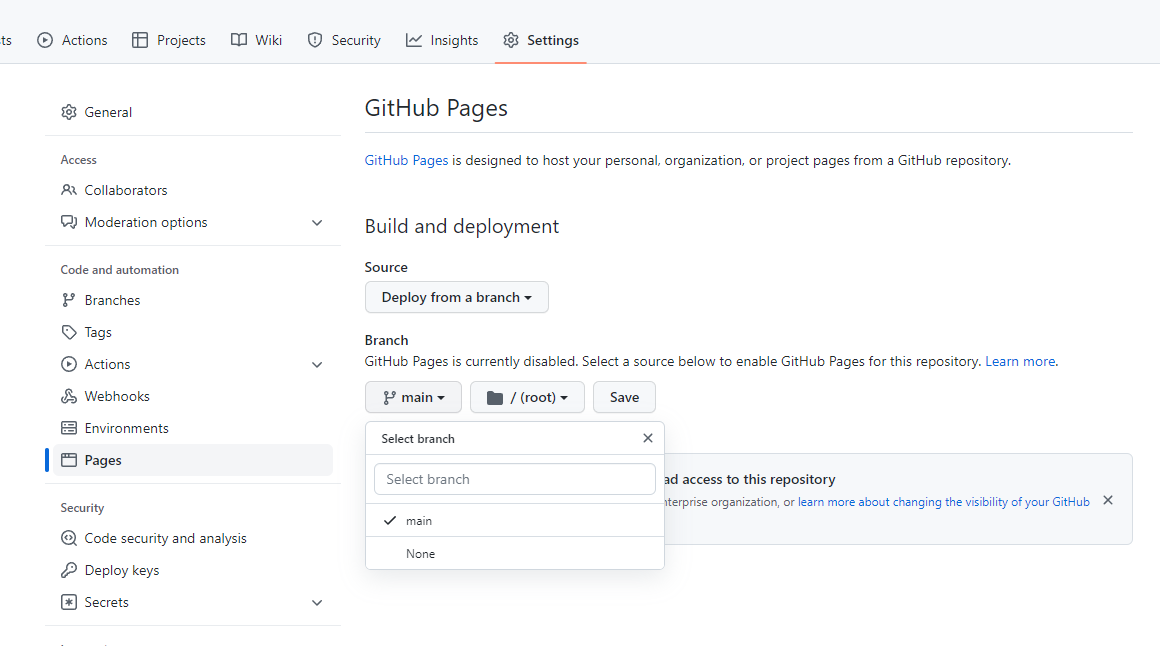 ts Actions Projects Wiki Security Insights Settings
General
Access
Collaborators
Moderation options
Code and automation
Branches
Tags
Actions
Webhooks
Environments
Pages
Security
Code security and analysis
Deploy keys
Secrets
GitHub Pages
GitHub Pages is designed to host your personal, organization, or project pages from a GitHub repository.
Build and deployment
Source
Deploy from a branch
Branch
GitHub Pages is currently disabled. Select a source below to enable GitHub Pages for this repository. Learn more.
main / (root) Save
Select branch
Select branch
main
None
ad access to this repository
nterprise organization, or learn more about changing the visibility of your GitHub